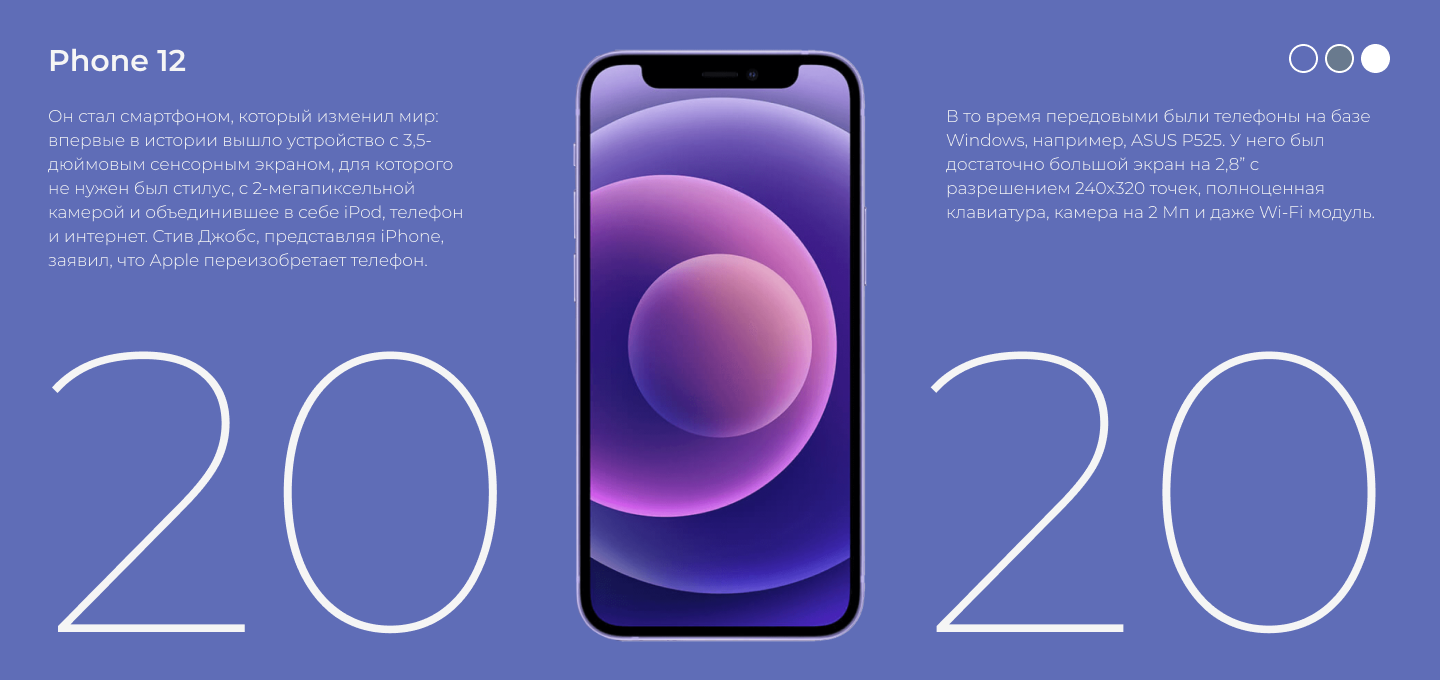 Phone 12
Он стал смартфоном, который изменил мир:
впервые в истории вышло устройство с 3,5-
дюймовым сенсорным экраном, для которого
не нужен был стилус, с 2-мегапиксельной
камерой и объединившее в себе iPod, телефон
и интернет. Стив Джобс, представляя iPhone,
заявил, что Apple переизобретает телефон.
В то время передовыми были телефоны на базе
Windows, например, ASUS P525. У него был
достаточно большой экран на 2,8” с
разрешением 240x320 точек, полноценная
клавиатура, камера на 2 Мп и даже Wi-Fi модуль.
20
20